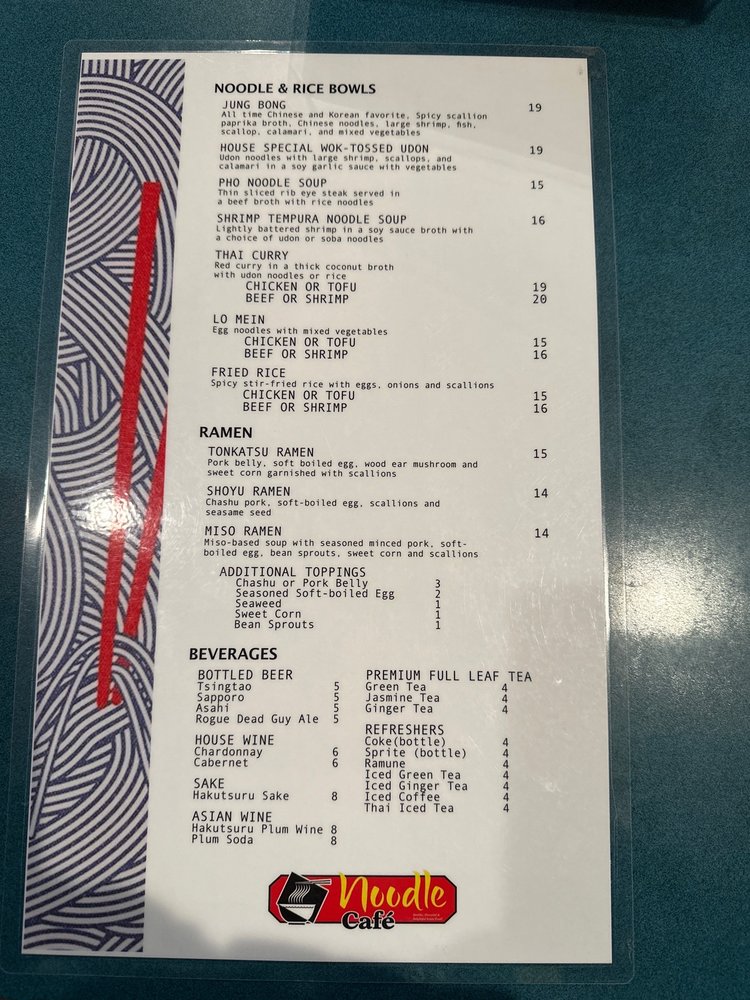 NOODLE & RICE BOWLS
JUNG BONG 19
All time Chinese and Korean favorite, Spicy scallion
paprika broth, Chinese noodles, large shrimp, fish,
scallop, calamari, and mixed vegetables
HOUSE SPECIAL WOK-TOSSED UDON 19
Udon noodles with large shrimp, scallops, and
calamari in a soy garlic sauce with vegetables
PHO NOODLE SOUP 15
Thin sliced rib eye steak served in
a beef broth with rice noodles
SHRIMP TEMPURA NOODLE SOUP 16
Lightly battered shrimp in a soy sauce broth with
a choice of udon or soba noodles
THAI CURRY
Red curry in a thick coconut broth
with udon noodles or rice
CHICKEN OR TOFU 19
BEEF OR SHRIMP 20
LO MEIN
Egg noodles with mixed vegetables
CHICKEN OR TOFU 15
BEEF OR SHRIMP 16
FRIED RICE
Spicy stir-fried rice with eggs, onions and scallions
CHICKEN OR TOFU 15
BEEF OR SHRIMP 16
RAMEN
TONKATSU RAMEN 15
Pork belly, soft boiled egg, wood ear mushroom and
sweet corn garnished with scallions
SHOYU RAMEN 14
Chashu pork, soft-boiled egg, scallions and
seasame seed
MISO RAMEN 14
Miso-based soup with seasoned minced pork, soft-
boiled egg, bean sprouts, sweet corn and scallions
ADDITIONAL TOPPINGS
Chashu or Pork Belly 3
Seasoned Soft-boiled Egg 2
Seaweed 1
Sweet Corn 1
Bean Sprouts 1
BEVERAGES
BOTTLED BEER
Tsingtao 5
Sapporo 5
Asahi 5
Rogue Dead Guy Ale 5
HOUSE WINE
Chardonnay 6
Cabernet 6
SAKE
Hakutsuru Sake 8
ASIAN WINE
Hakutsuru Plum Wine 8
Plum Soda 8
PREMIUM FULL LEAF TEA
Green Tea 4
Jasmine Tea 4
Ginger Tea 4
REFRESHERS
Coke(bottle) 4
Sprite (bottle) 4
Ramune 4
Iced Green Tea 4
Iced Ginger Tea 4
Iced Coffee 4
Thai Iced Tea 4
Noodle
Café